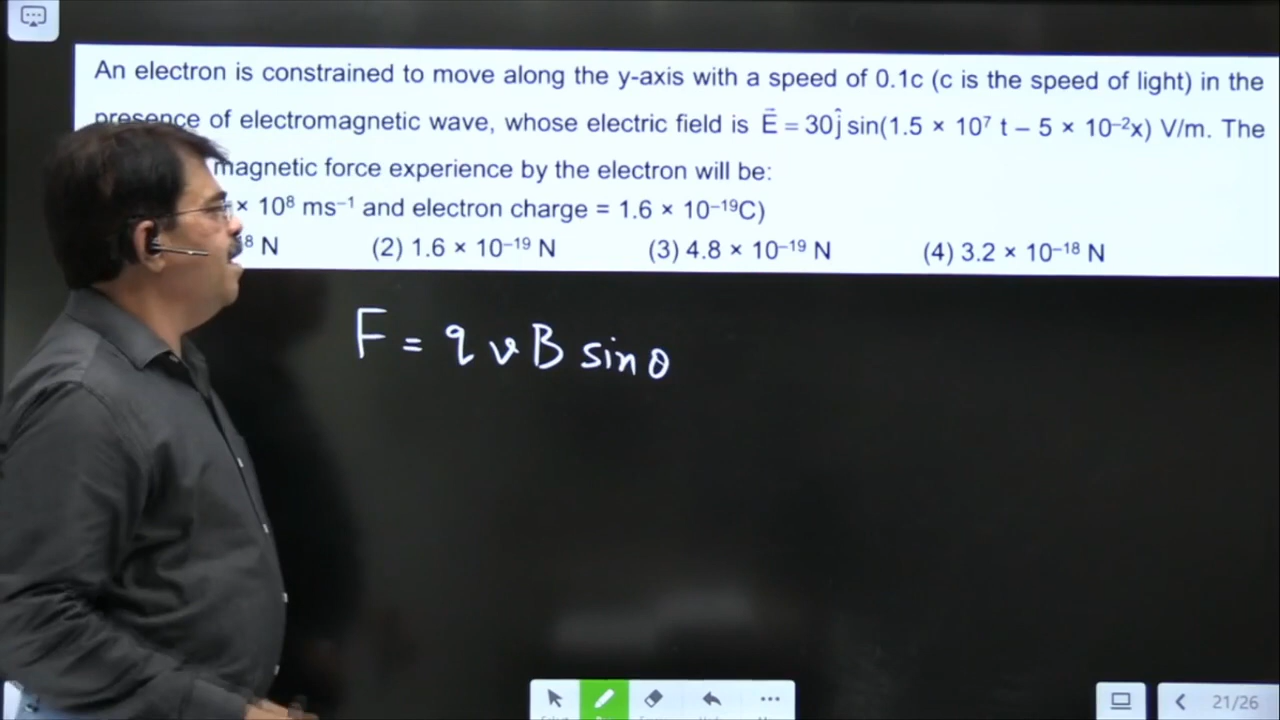 An electron is constrained to move along the y-axis with a speed of 0.1c (c is the speed of light) in the
presence of electromagnetic wave, whose electric field is E⃗ = 30ĵ sin(1.5 × 10⁷ t – 5 × 10⁻²x) V/m. The
magnetic force experience by the electron will be:
× 10⁸ ms⁻¹ and electron charge = 1.6 × 10⁻¹⁹C)
⁸ N (2) 1.6 × 10⁻¹⁹ N (3) 4.8 × 10⁻¹⁹ N (4) 3.2 × 10⁻¹⁸ N
F = q v B sin θ
21/26